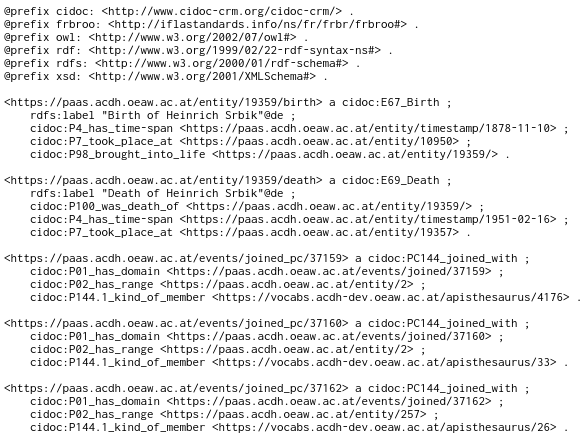 @prefix cidoc: <http://www.cidoc-crm.org/cidoc-crm/> .
@prefix frbroo: <http://iflastandards.info/ns/fr/frbr/frbroo#> .
@prefix owl: <http://www.w3.org/2002/07/owl#> .
@prefix rdf: <http://www.w3.org/1999/02/22-rdf-syntax-ns#> .
@prefix rdfs: <http://www.w3.org/2000/01/rdf-schema#> .
@prefix xsd: <http://www.w3.org/2001/XMLSchema#> .

<https://paas.acdh.oeaw.ac.at/entity/19359/birth> a cidoc:E67_Birth ;
    rdfs:label "Birth of Heinrich Srbik"@de ;
    cidoc:P4_has_time-span <https://paas.acdh.oeaw.ac.at/entity/timestamp/1878-11-10> ;
    cidoc:P7_took_place_at <https://paas.acdh.oeaw.ac.at/entity/10950> ;
    cidoc:P98_brought_into_life <https://paas.acdh.oeaw.ac.at/entity/19359/> .

<https://paas.acdh.oeaw.ac.at/entity/19359/death> a cidoc:E69_Death ;
    rdfs:label "Death of Heinrich Srbik"@de ;
    cidoc:P100_was_death_of <https://paas.acdh.oeaw.ac.at/entity/19359/> ;
    cidoc:P4_has_time-span <https://paas.acdh.oeaw.ac.at/entity/timestamp/1951-02-16> ;
    cidoc:P7_took_place_at <https://paas.acdh.oeaw.ac.at/entity/19357> .

<https://paas.acdh.oeaw.ac.at/events/joined_pc/37159> a cidoc:PC144_joined_with ;
    cidoc:P01_has_domain <https://paas.acdh.oeaw.ac.at/events/joined/37159> ;
    cidoc:P02_has_range <https://paas.acdh.oeaw.ac.at/entity/2> ;
    cidoc:P144.1_kind_of_member <https://vocabs.acdh-dev.oeaw.ac.at/apisthesaurus/4176> .

<https://paas.acdh.oeaw.ac.at/events/joined_pc/37160> a cidoc:PC144_joined_with ;
    cidoc:P01_has_domain <https://paas.acdh.oeaw.ac.at/events/joined/37160> ;
    cidoc:P02_has_range <https://paas.acdh.oeaw.ac.at/entity/2> ;
    cidoc:P144.1_kind_of_member <https://vocabs.acdh-dev.oeaw.ac.at/apisthesaurus/33> .

<https://paas.acdh.oeaw.ac.at/events/joined_pc/37162> a cidoc:PC144_joined_with ;
    cidoc:P01_has_domain <https://paas.acdh.oeaw.ac.at/events/joined/37162> ;
    cidoc:P02_has_range <https://paas.acdh.oeaw.ac.at/entity/257> ;
    cidoc:P144.1_kind_of_member <https://vocabs.acdh-dev.oeaw.ac.at/apisthesaurus/26> .